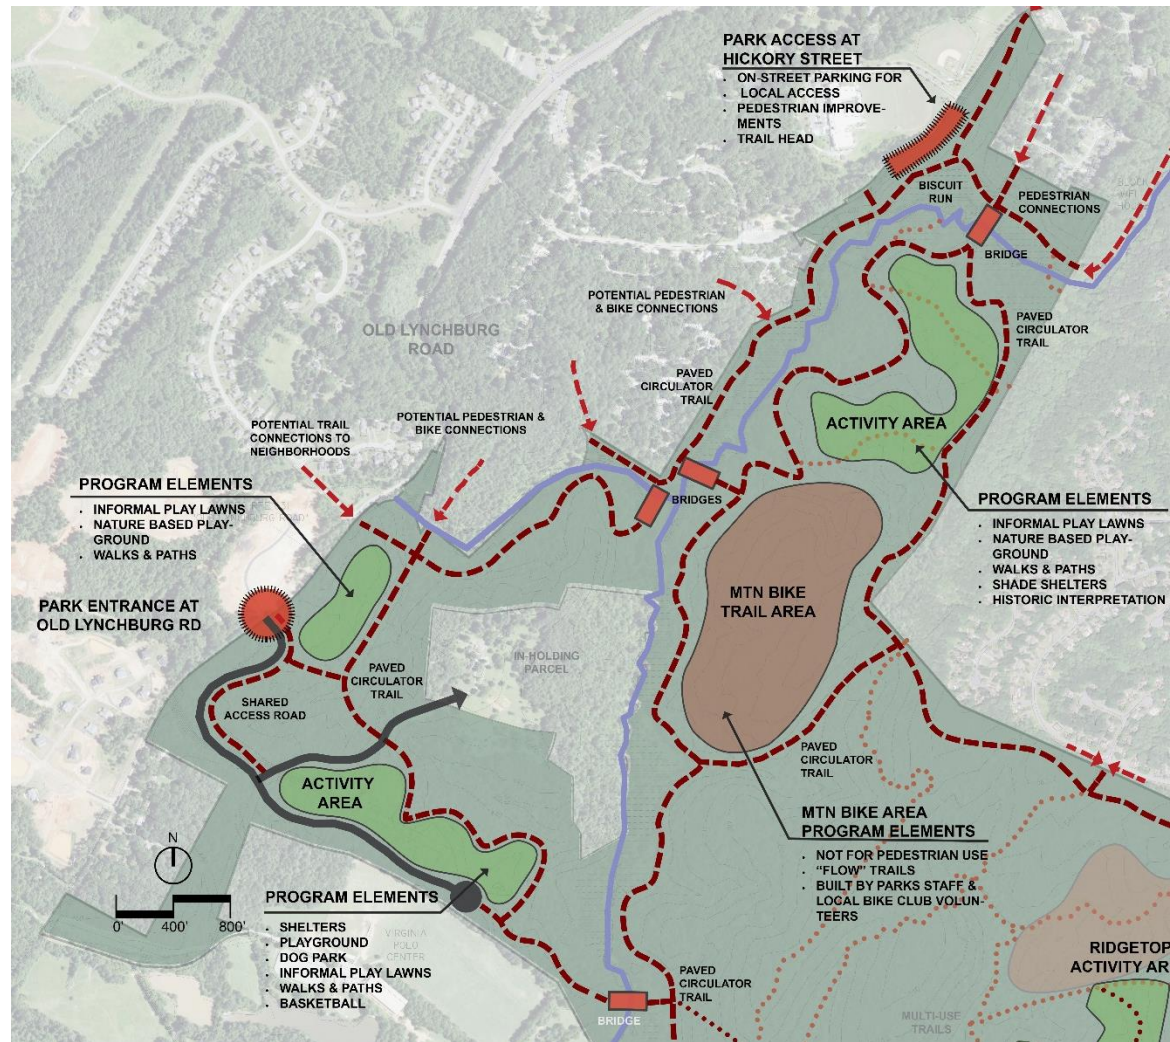 PARK ACCESS AT
HICKORY STREET
• ON-STREET PARKING FOR
• LOCAL ACCESS
• PEDESTRIAN IMPROVE-
MENTS
• TRAIL HEAD
BISCUIT
RUN
PEDESTRIAN
CONNECTIONS
BRIDGE
POTENTIAL PEDESTRIAN
& BIKE CONNECTIONS
OLD LYNCHBURG
ROAD
PAVED
CIRCULATOR
TRAIL
PAVED
CIRCULATOR
TRAIL
POTENTIAL TRAIL
CONNECTIONS TO
NEIGHBORHOODS
POTENTIAL PEDESTRIAN &
BIKE CONNECTIONS
ACTIVITY AREA
BRIDGES
PROGRAM ELEMENTS
• INFORMAL PLAY LAWNS
• NATURE BASED PLAY-
GROUND
• WALKS & PATHS
PROGRAM ELEMENTS
• INFORMAL PLAY LAWNS
• NATURE BASED PLAY-
GROUND
• WALKS & PATHS
• SHADE SHELTERS
• HISTORIC INTERPRETATION
MTN BIKE
TRAIL AREA
PARK ENTRANCE AT
OLD LYNCHBURG RD
IN-HOLDING
PARCEL
PAVED
CIRCULATOR
TRAIL
SHARED
ACCESS ROAD
PAVED
CIRCULATOR
TRAIL
ACTIVITY
AREA
MTN BIKE AREA
PROGRAM ELEMENTS
• NOT FOR PEDESTRIAN USE
• “FLOW” TRAILS
• BUILT BY PARKS STAFF &
LOCAL BIKE CLUB VOLUN-
TEERS
N
0' 400' 800'
PROGRAM ELEMENTS
• SHELTERS
• PLAYGROUND
• DOG PARK
• INFORMAL PLAY LAWNS
• WALKS & PATHS
• BASKETBALL
VIRGINIA
POLO
CENTER
BRIDGE
PAVED
CIRCULATOR
TRAIL
RIDGETOP
ACTIVITY AR
MULTI-USE
TRAILS